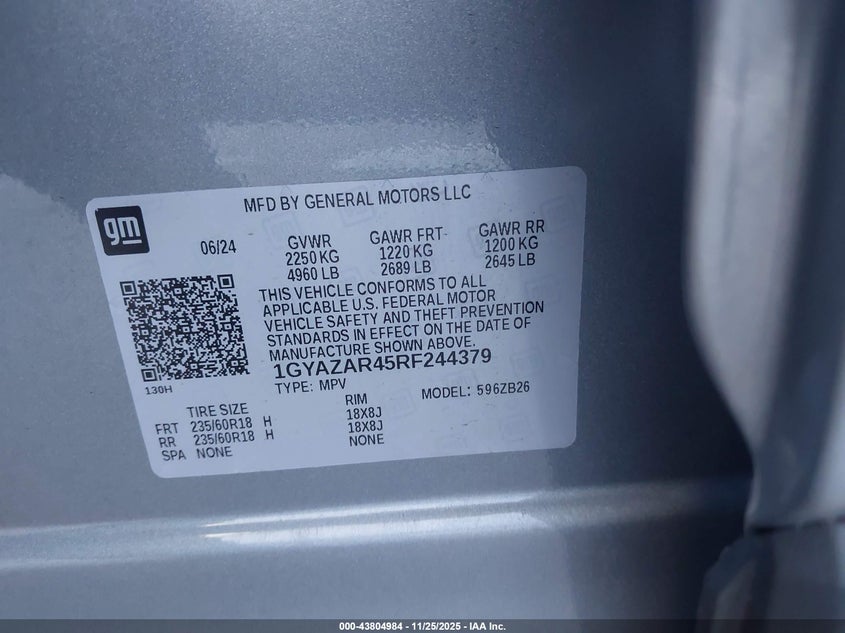 MFD BY GENERAL MOTORS LLC
gm
06/24 GVWR GAWR FRT GAWR RR
2250 KG 1220 KG 1200 KG
4960 LB 2689 LB 2645 LB
THIS VEHICLE CONFORMS TO ALL
APPLICABLE U.S. FEDERAL MOTOR
VEHICLE SAFETY AND THEFT PREVENTION
STANDARDS IN EFFECT ON THE DATE OF
MANUFACTURE SHOWN ABOVE.
1GYAZAR45RF244379
130H
TYPE: MPV MODEL: 596ZB26
TIRE SIZE RIM
FRT 235/60R18 H 18X8J
RR 235/60R18 H 18X8J
SPA NONE NONE
000-43804984 - 11/25/2025 - IAA Inc.